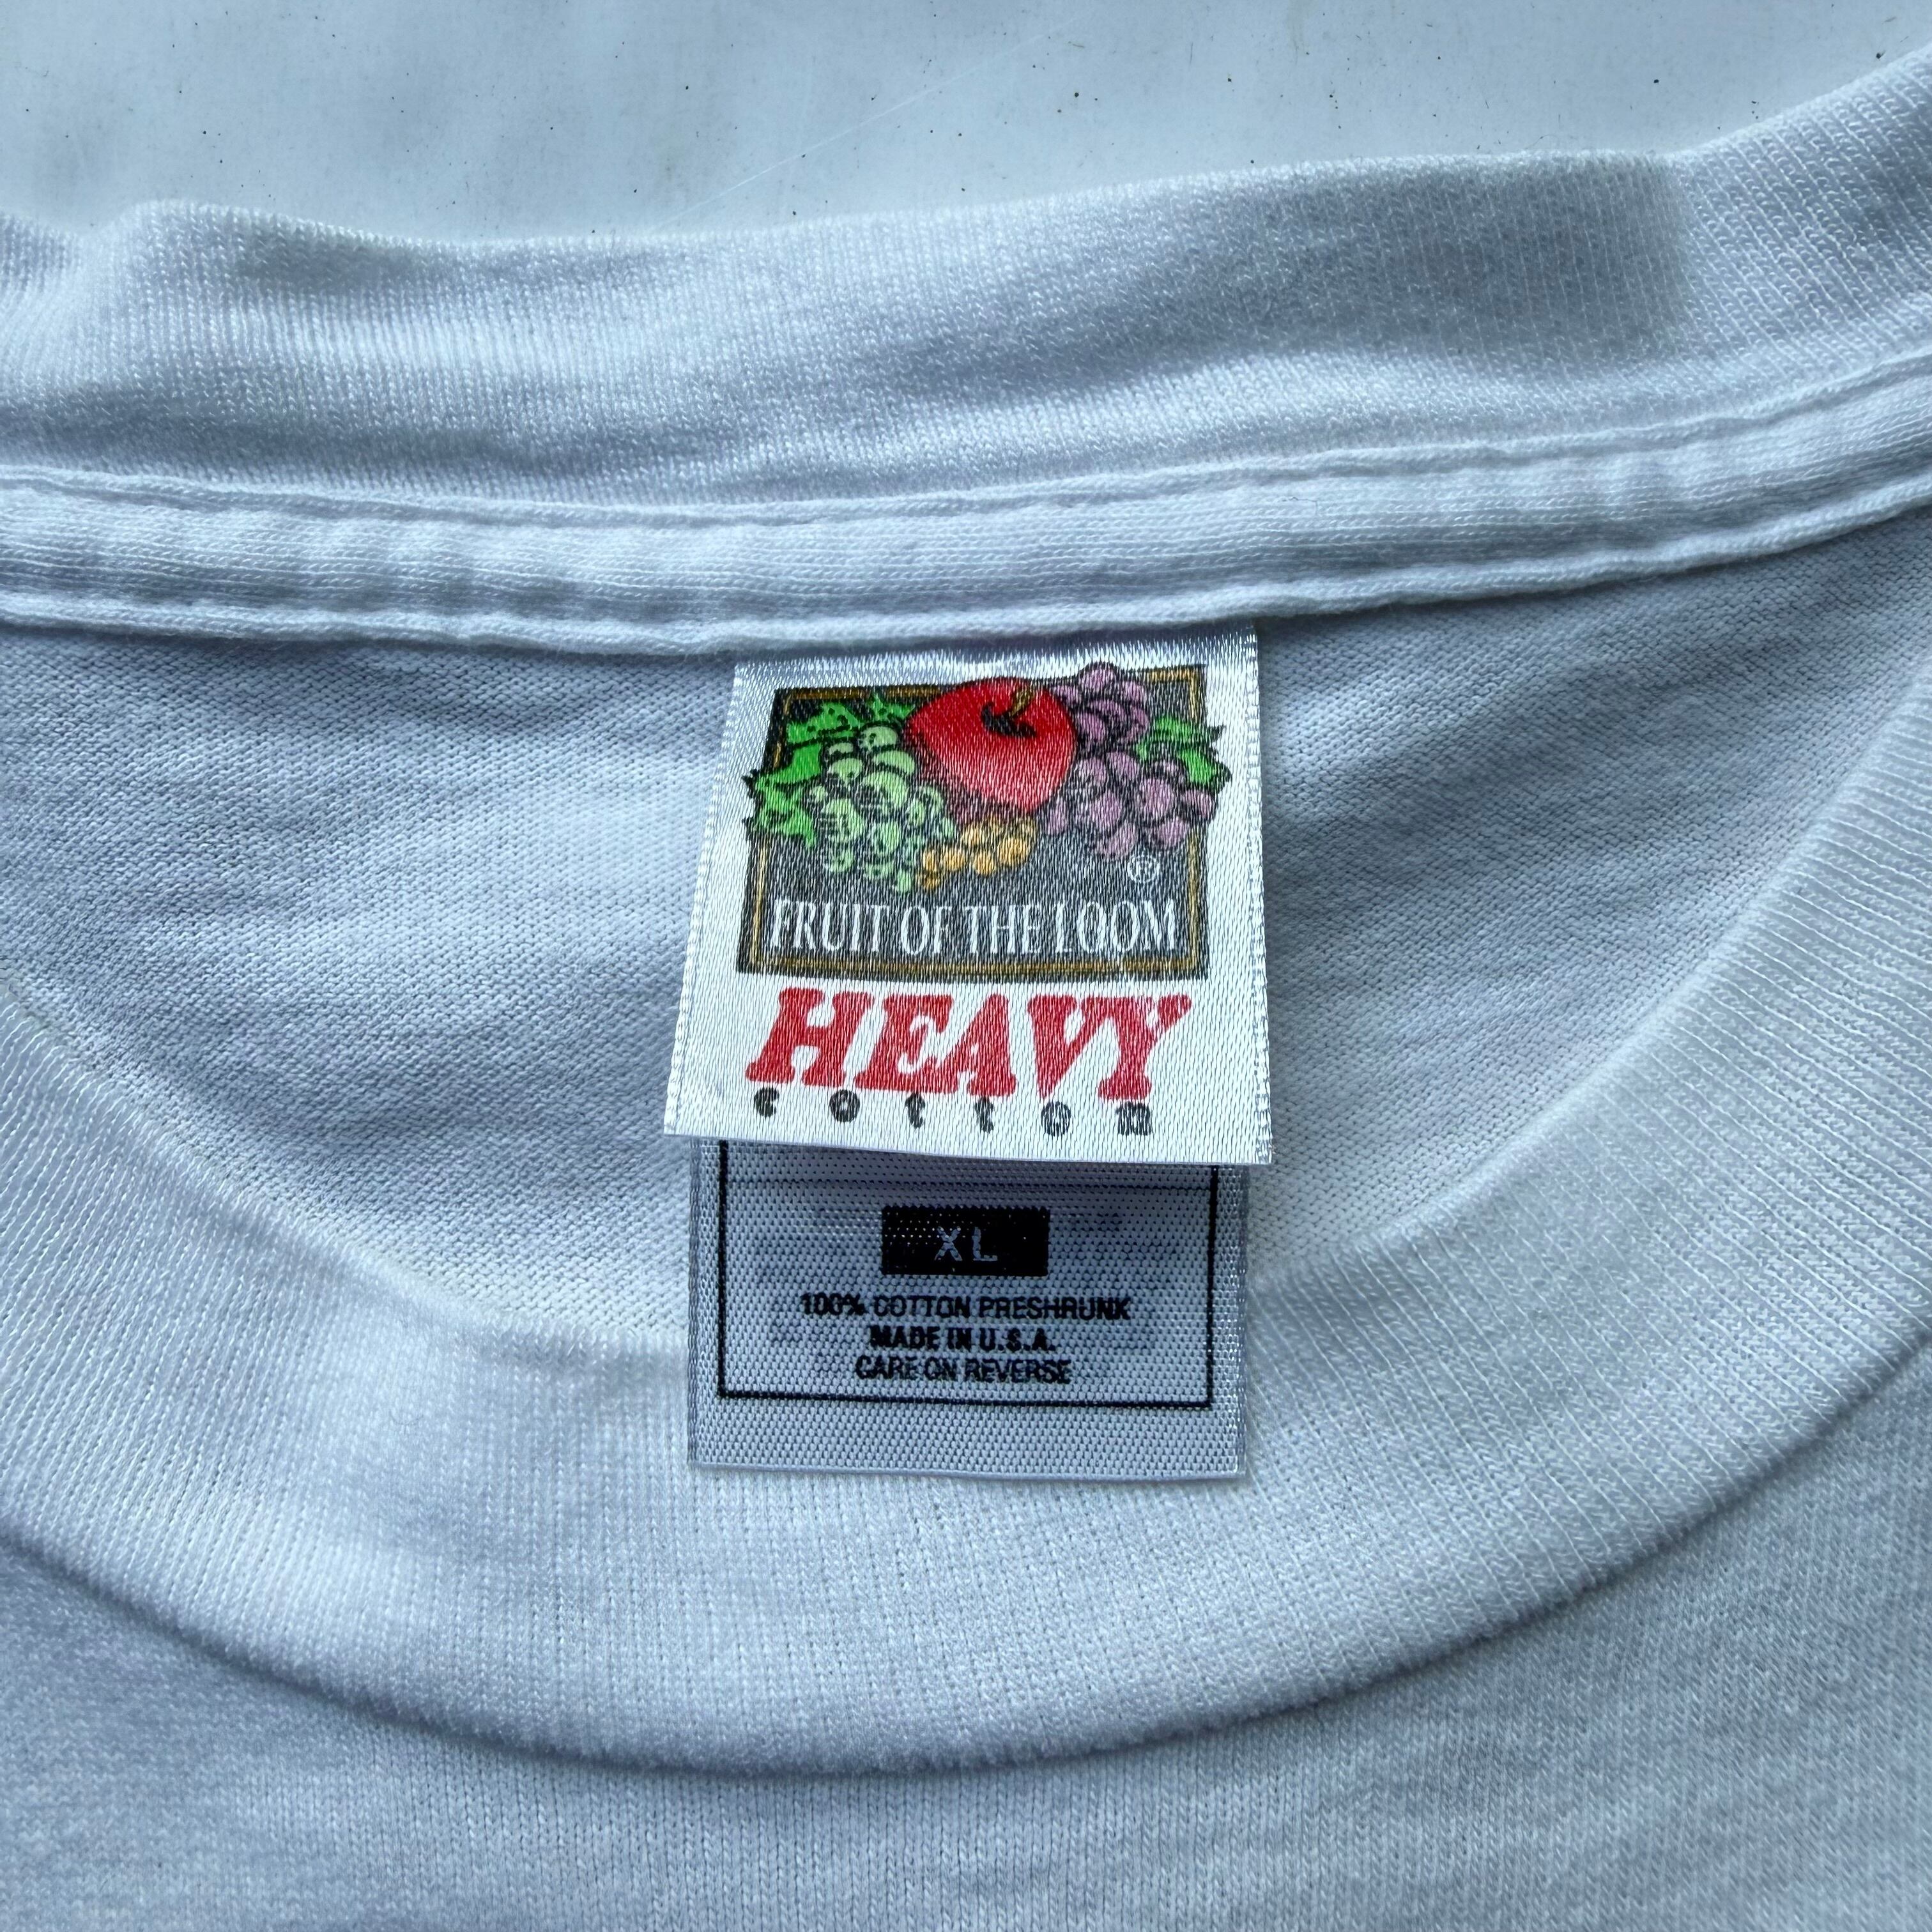 FRUIT OF THE LOOM ®
HEAVY
cotton
XL
100% COTTON PRESHRUNK
MADE IN U.S.A.
CARE ON REVERSE